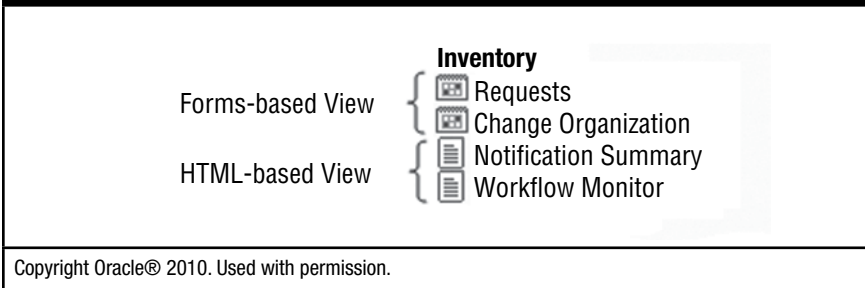 Inventory
Forms-based View
Requests
Change Organization
HTML-based View
Notification Summary
Workflow Monitor
Copyright Oracle® 2010. Used with permission.